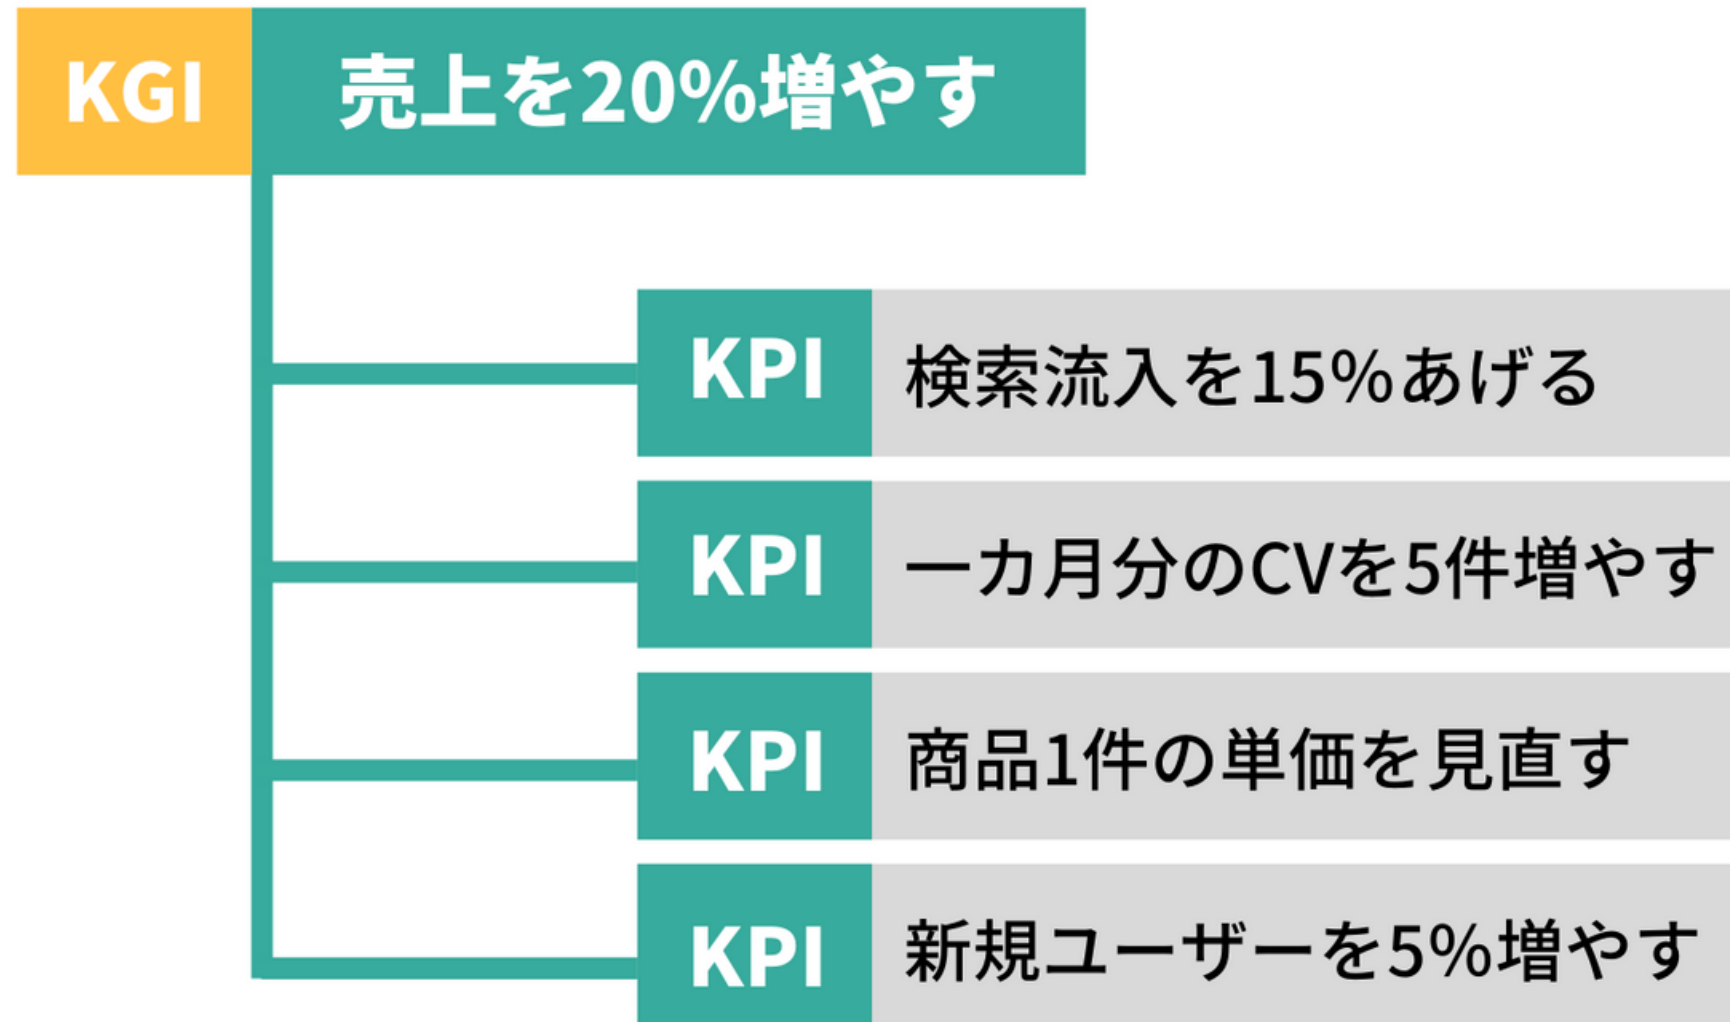 KGI 売上を20%増やす
KPI 検索流入を15%あげる
KPI 一カ月分のCVを5件増やす
KPI 商品1件の単価を見直す
KPI 新規ユーザーを5%増やす